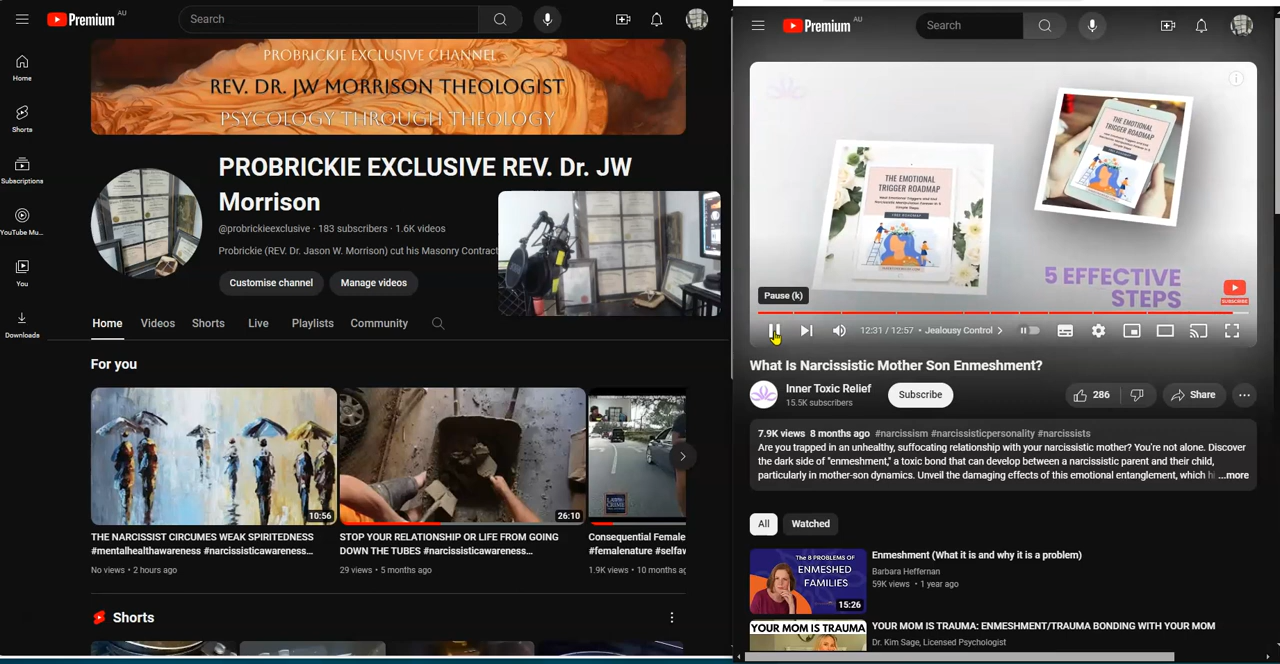 Premium AU
Search
Home
Shorts
Subscriptions
YouTube Mu...
You
Downloads
PROBRICKIE EXCLUSIVE CHANNEL
REV. DR. JW MORRISON THEOLOGIST
PSYCOLOGY THROUGH THEOLOGY
PROBRICKIE EXCLUSIVE REV. Dr. JW
Morrison
@probrickieexclusive · 183 subscribers · 1.6K videos
Probrickie (REV. Dr. Jason W. Morrison) cut his Masonry Contract
Customise channel
Manage videos
Home Videos Shorts Live Playlists Community
For you
10:56
26:10
THE NARCISSIST CIRCUMES WEAK SPIRITEDNESS
#mentalhealthawareness #narcissisticawareness...
No views · 2 hours ago
STOP YOUR RELATIONSHIP OR LIFE FROM GOING
DOWN THE TUBES #narcissisticawareness...
29 views · 5 months ago
Consequential Female
#femalenature #selfaw
1.9K views · 10 months ag
Shorts
Premium AU
Search
THE EMOTIONAL
TRIGGER ROADMAP
THE EMOTIONAL
TRIGGER ROADMAP
5 EFFECTIVE
STEPS
SUBSCRIBE
Pause (k)
12:31 / 12:57 • Jealousy Control
What Is Narcissistic Mother Son Enmeshment?
Inner Toxic Relief
15.5K subscribers
Subscribe
286
Share
7.9K views 8 months ago #narcissism #narcissisticpersonality #narcissists
Are you trapped in an unhealthy, suffocating relationship with your narcissistic mother? You're not alone. Discover
the dark side of "enmeshment," a toxic bond that can develop between a narcissistic parent and their child,
particularly in mother-son dynamics. Unveil the damaging effects of this emotional entanglement, which hi ...more
All
Watched
The 8 PROBLEMS OF
ENMESHED
FAMILIES
15:26
Enmeshment (What it is and why it is a problem)
Barbara Heffernan
59K views · 1 year ago
YOUR MOM IS TRAUMA
YOUR MOM IS TRAUMA: ENMESHMENT/TRAUMA BONDING WITH YOUR MOM
Dr. Kim Sage, Licensed Psychologist